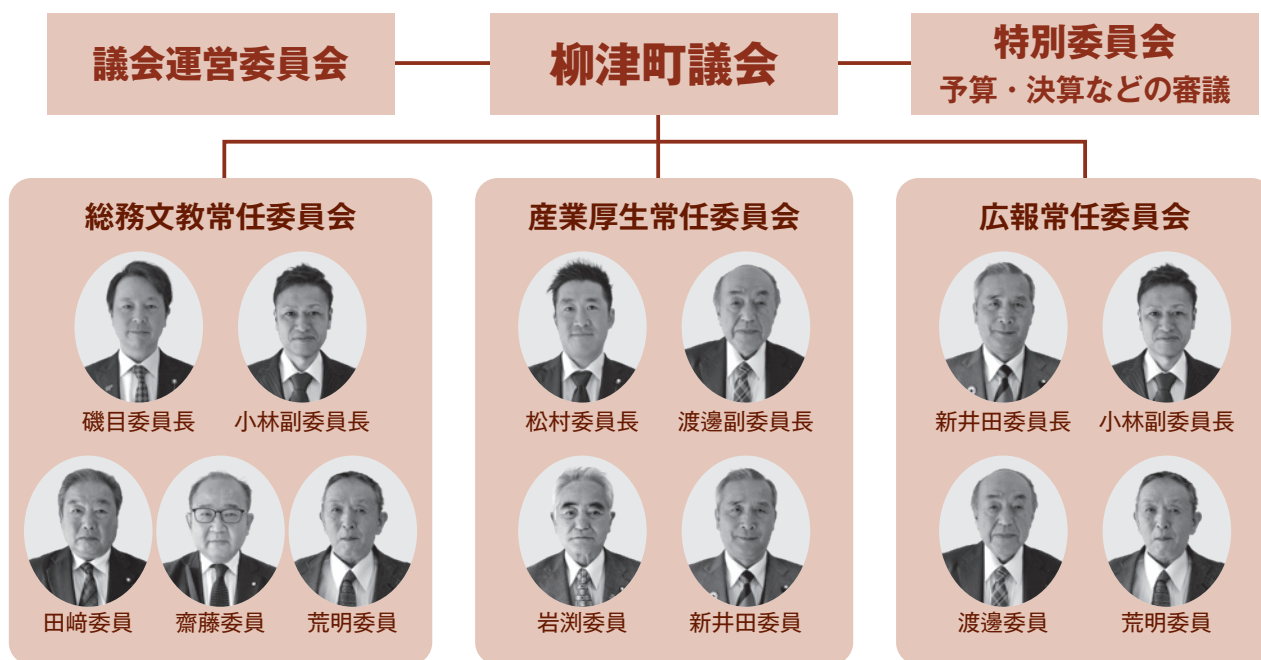 議会運営委員会
柳津町議会
特別委員会
予算・決算などの審議
総務文教常任委員会
磯目委員長
小林副委員長
田﨑委員
齋藤委員
荒明委員
産業厚生常任委員会
松村委員長
渡邊副委員長
岩渕委員
新井田委員
広報常任委員会
新井田委員長
小林副委員長
渡邊委員
荒明委員